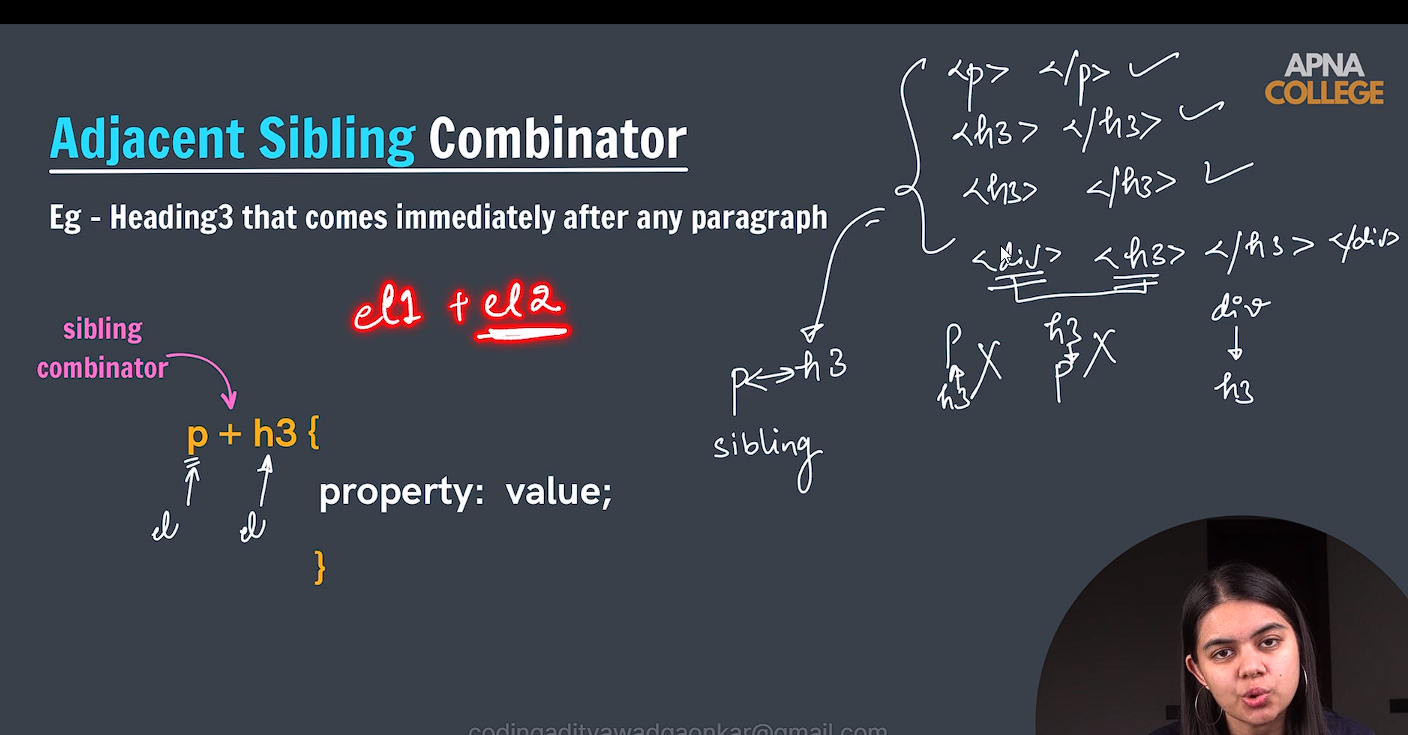 APNA
COLLEGE
Adjacent Sibling Combinator
Eg - Heading3 that comes immediately after any paragraph
el1 + el2
sibling
combinator
p + h3 {
property: value;
}
el
el
<p> </p>
<h3> </h3>
<h3> </h3>
<div> <h3> </h3> </div>
p h3
sibling
p
h3
X
h3
p
X
div
h3
codingadityawadgaonkar@gmail.com